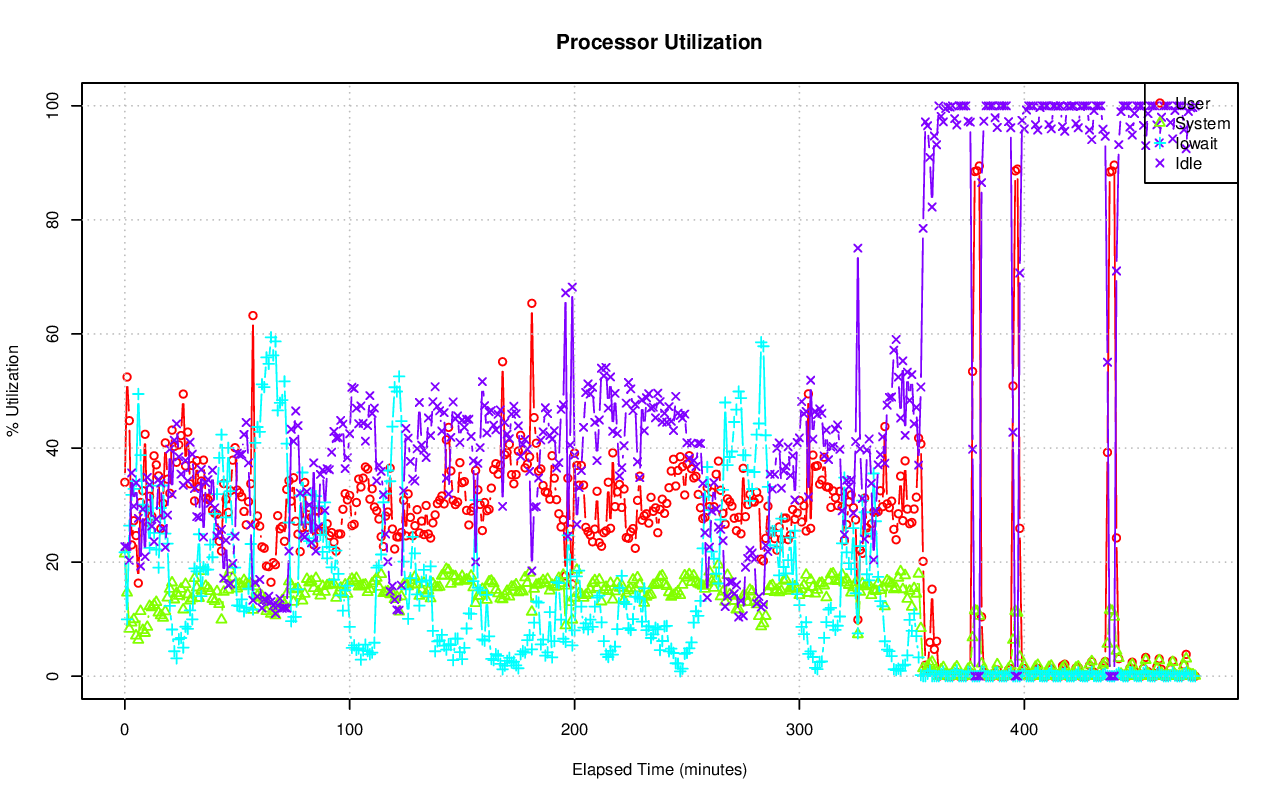 Processor Utilization
% Utilization
100
80
60
40
20
0
User
System
Iowait
Idle
0 100 200 300 400
Elapsed Time (minutes)